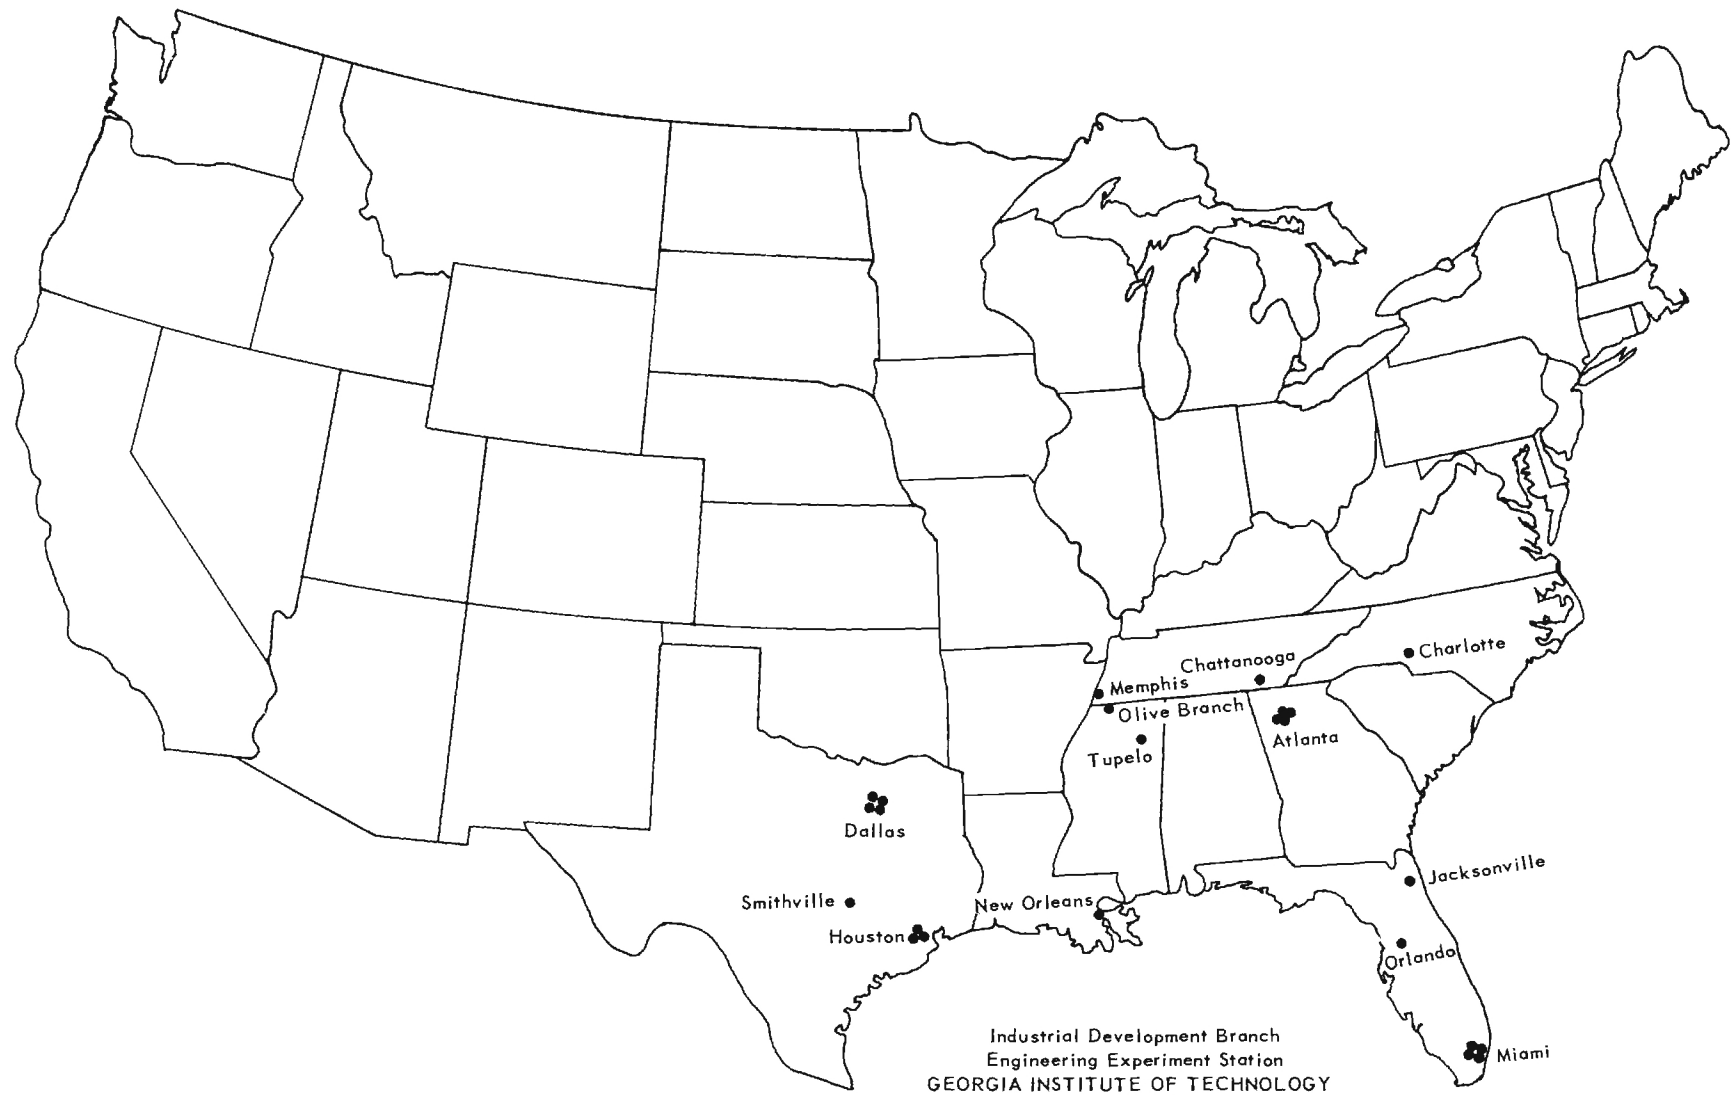 Charlotte
Chattanooga
Memphis
Olive Branch
Atlanta
Tupelo
Dallas
Jacksonville
Smithville
New Orleans
Houston
Orlando
Miami
Industrial Development Branch
Engineering Experiment Station
GEORGIA INSTITUTE OF TECHNOLOGY